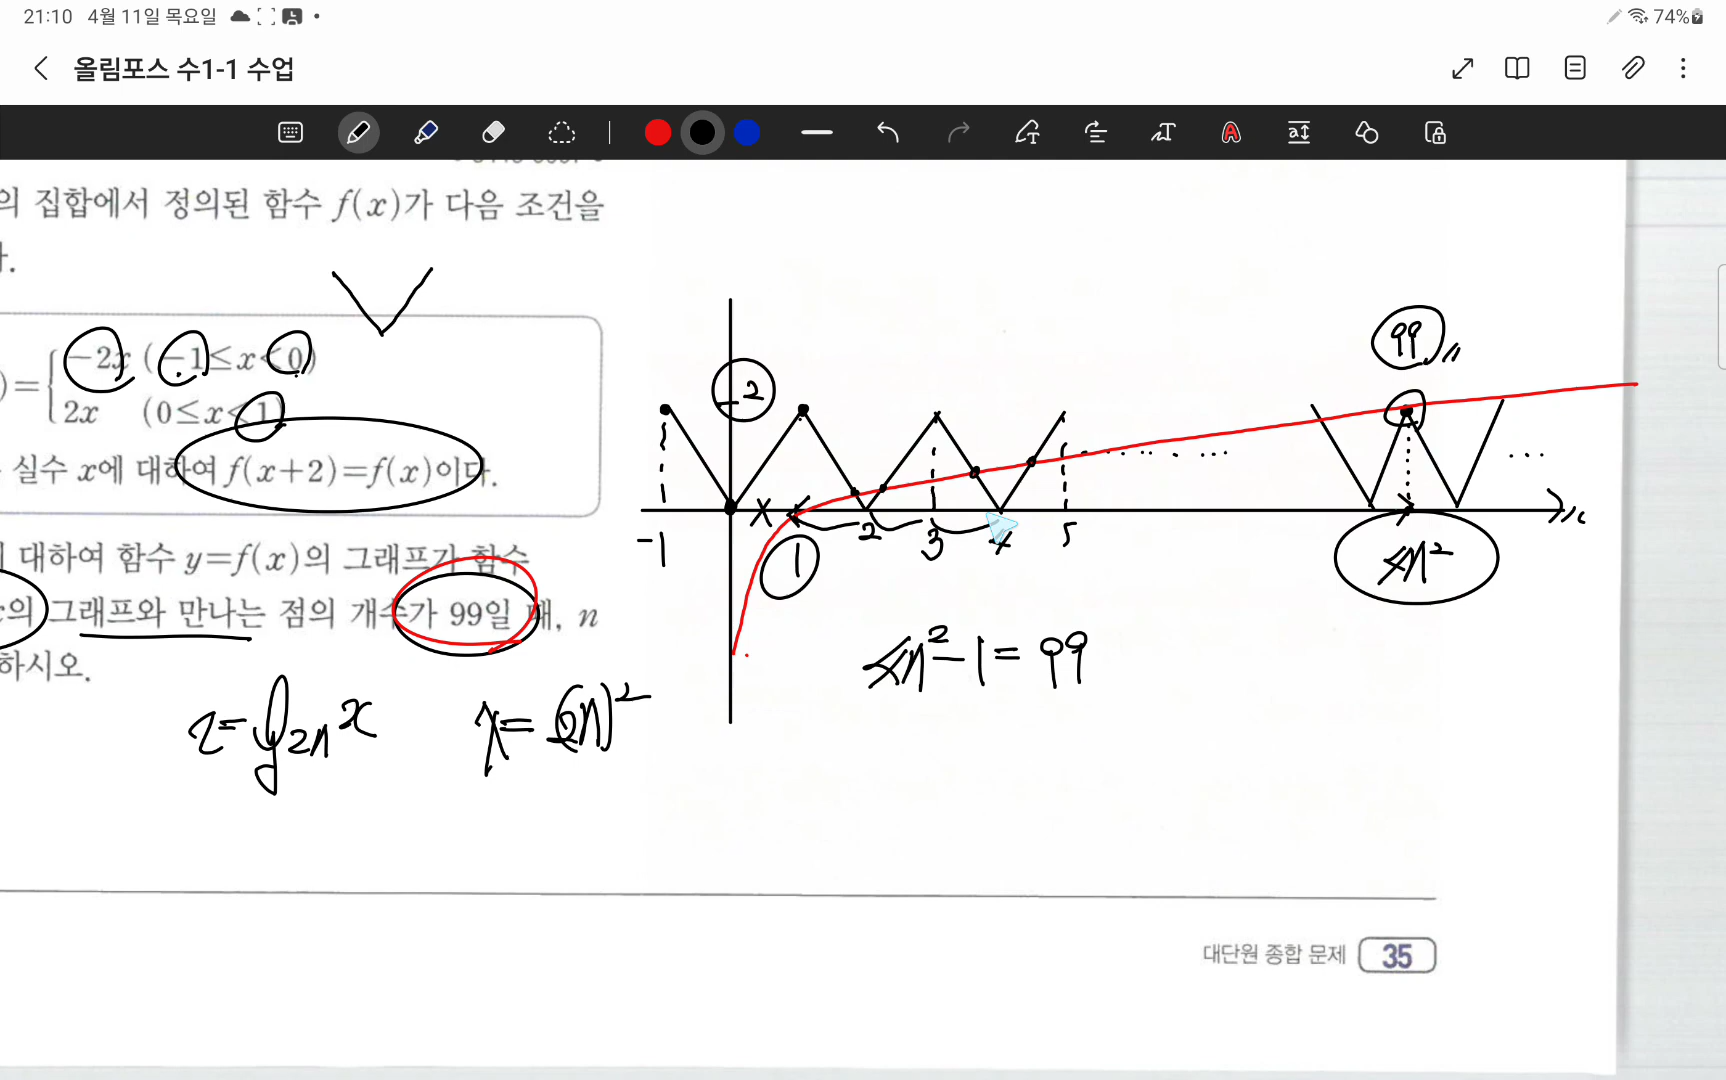 21:10 4월 11일 목요일
74%
올림포스 수1-1 수업
의 집합에서 정의된 함수 f(x)가 다음 조건을
다.
)={ -2x (-1≤x<0)
2x (0≤x<1)
실수 x에 대하여 f(x+2)=f(x)이다.
대하여 함수 y=f(x)의 그래프가 함수
의 그래프와 만나는 점의 개수가 99일 때, n
하시오.
2
99
-1
1
2
3
4
5
x
4n²
4n²-1=99
2=log₂ₙx
x=(2n)²
대단원 종합 문제 35